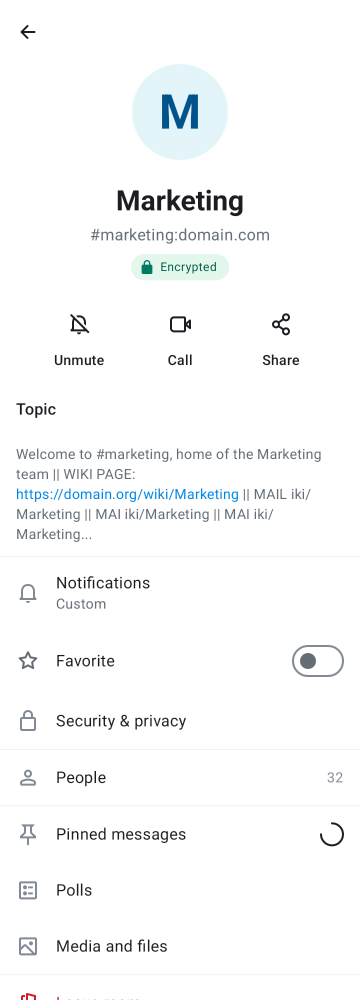 M
Marketing
#marketing:domain.com
Encrypted
Unmute
Call
Share
Topic
Welcome to #marketing, home of the Marketing
team || WIKI PAGE:
https://domain.org/wiki/Marketing || MAIL iki/
Marketing || MAI iki/Marketing || MAI iki/
Marketing...
Notifications
Custom
Favorite
Security & privacy
People
32
Pinned messages
Polls
Media and files